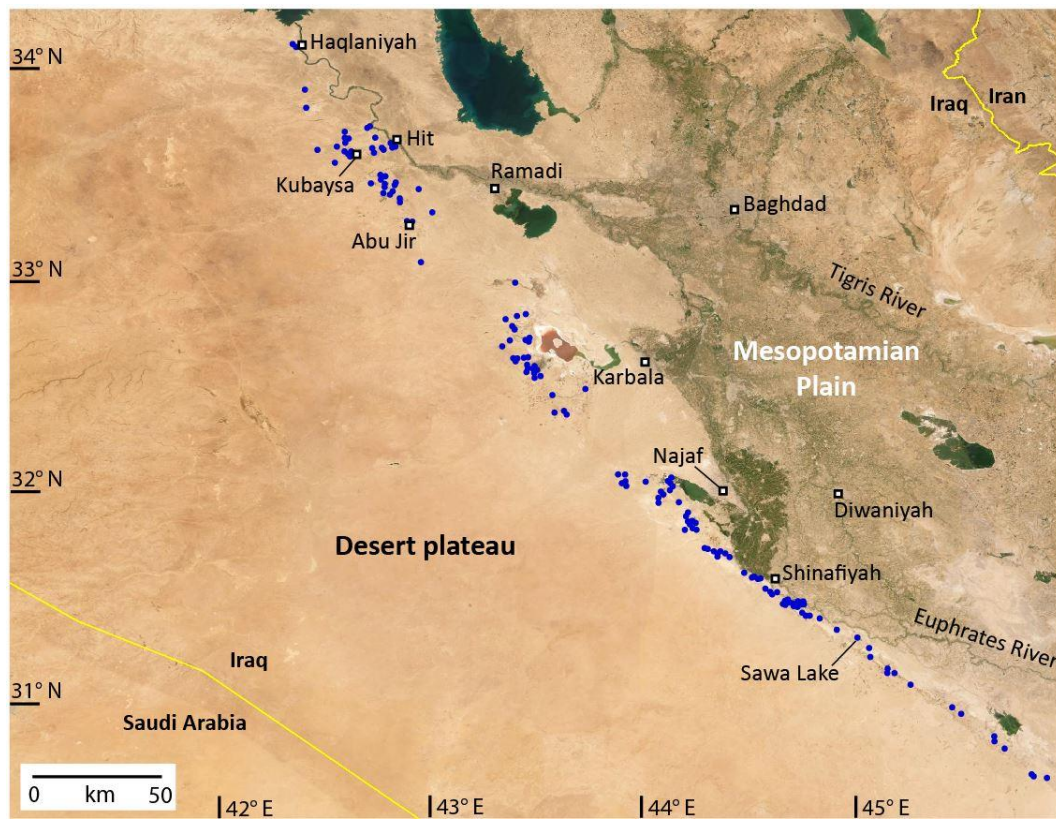 34° N
Haqlaniyah
Iraq
Iran
Hit
Kubaysa
Ramadi
Baghdad
Abu Jir
33° N
Tigris River
Mesopotamian
Plain
Karbala
Najaf
32° N
Diwaniyah
Desert plateau
Shinafiyah
Euphrates River
Iraq
Sawa Lake
31° N
Saudi Arabia
0 km 50
42° E
43° E
44° E
45° E